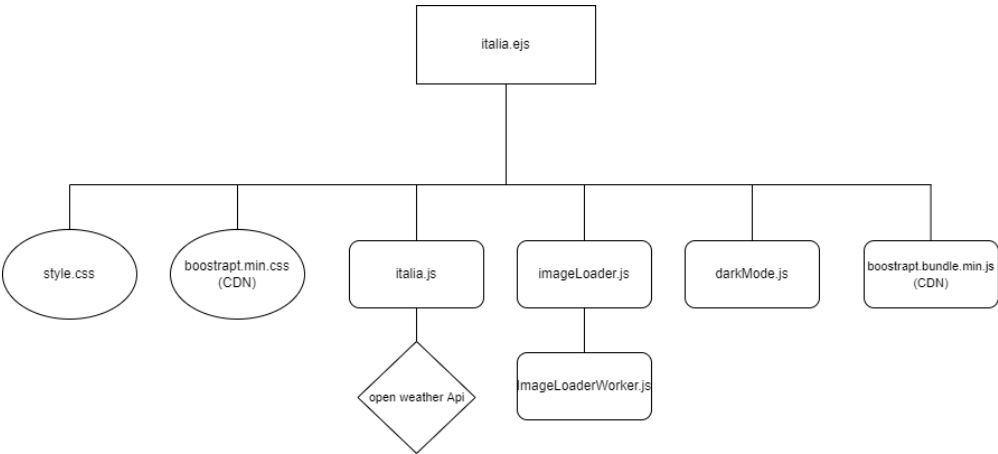 italia.ejs
style.css
boostrapt.min.css
(CDN)
italia.js
imageLoader.js
darkMode.js
boostrapt.bundle.min.js
(CDN)
open weather Api
ImageLoaderWorker.js